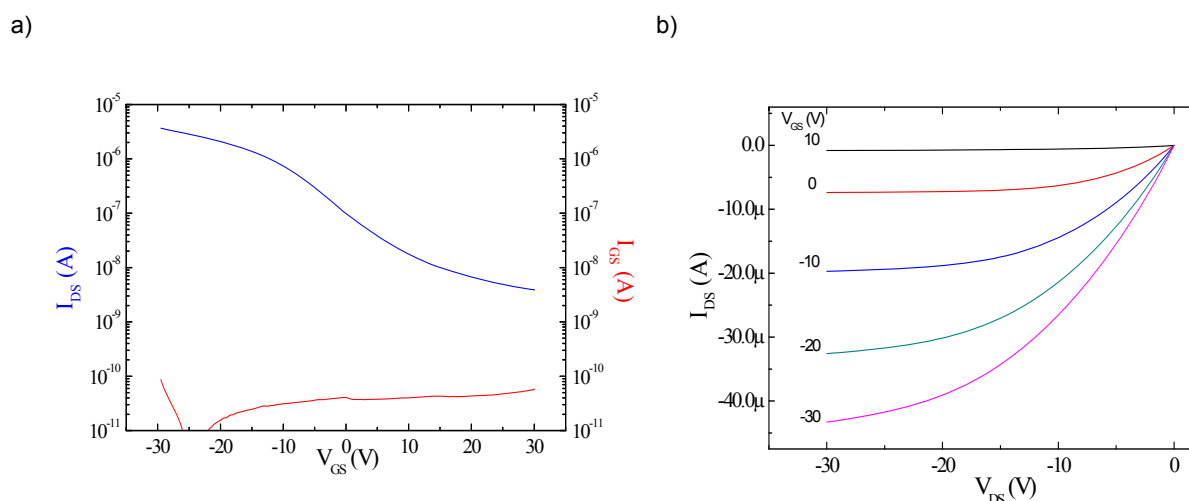 a)
b)
10⁻⁵
10⁻⁶
10⁻⁷
10⁻⁸
10⁻⁹
10⁻¹⁰
10⁻¹¹
I_DS (A)
-30 -20 -10 0 10 20 30
V_GS (V)
10⁻⁵
10⁻⁶
10⁻⁷
10⁻⁸
10⁻⁹
10⁻¹⁰
10⁻¹¹
I_GS (A)
V_GS (V)
10
0
-10
-20
-30
0.0
-10.0μ
-20.0μ
-30.0μ
-40.0μ
I_DS (A)
-30 -20 -10 0
V_DS (V)